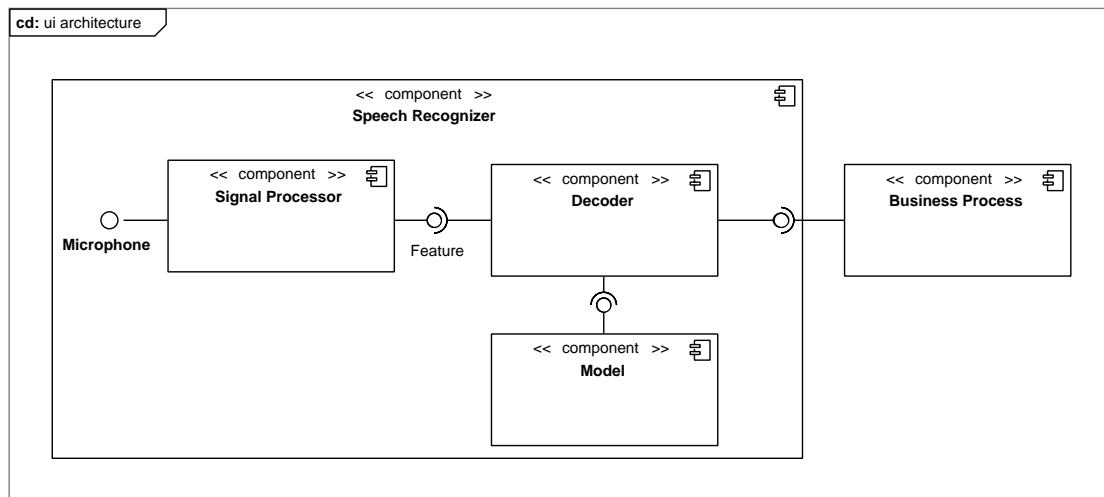 cd: ui architecture
<< component >>
Speech Recognizer
<< component >>
Signal Processor
<< component >>
Decoder
<< component >>
Business Process
Microphone
Feature
<< component >>
Model